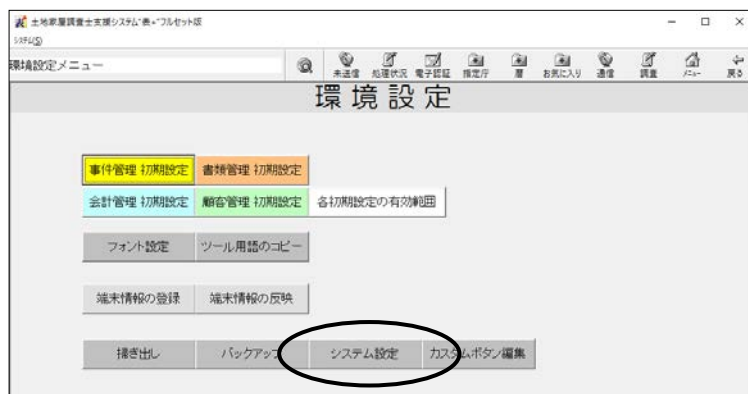 土地家屋調査士支援システム"表+"フルセット版
ｼｽﾃﾑ(S)
環境設定メニュー
未送信 処理状況 電子認証 指定庁 暦 お気に入り 通信 調査 ﾒﾆｭｰ 戻る
環境設定
事件管理 初期設定 書類管理 初期設定
会計管理 初期設定 顧客管理 初期設定 各初期設定の有効範囲
フォント設定 ツール用語のコピー
端末情報の登録 端末情報の反映
掃き出し バックアップ システム設定 カスタムボタン編集